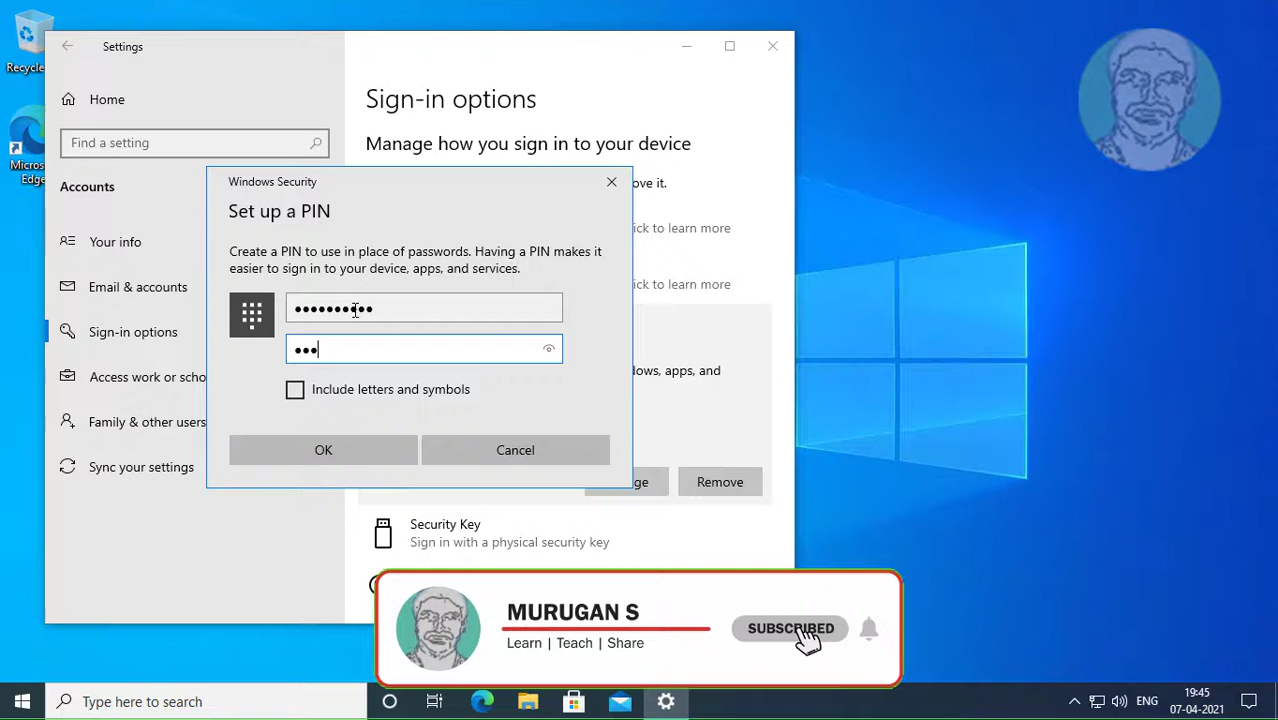 Recycle
Microsoft
Edge
Settings
Home
Find a setting
Accounts
Your info
Email & accounts
Sign-in options
Access work or scho
Family & other users
Sync your settings
Sign-in options
Manage how you sign in to your device
ove it.
ick to learn more
ick to learn more
dows, apps, and
ge
Remove
Security Key
Sign in with a physical security key
Windows Security
Set up a PIN
Create a PIN to use in place of passwords. Having a PIN makes it
easier to sign in to your device, apps, and services.
Include letters and symbols
OK
Cancel
MURUGAN S
Learn | Teach | Share
SUBSCRIBED
Type here to search
ENG
19:45
07-04-2021